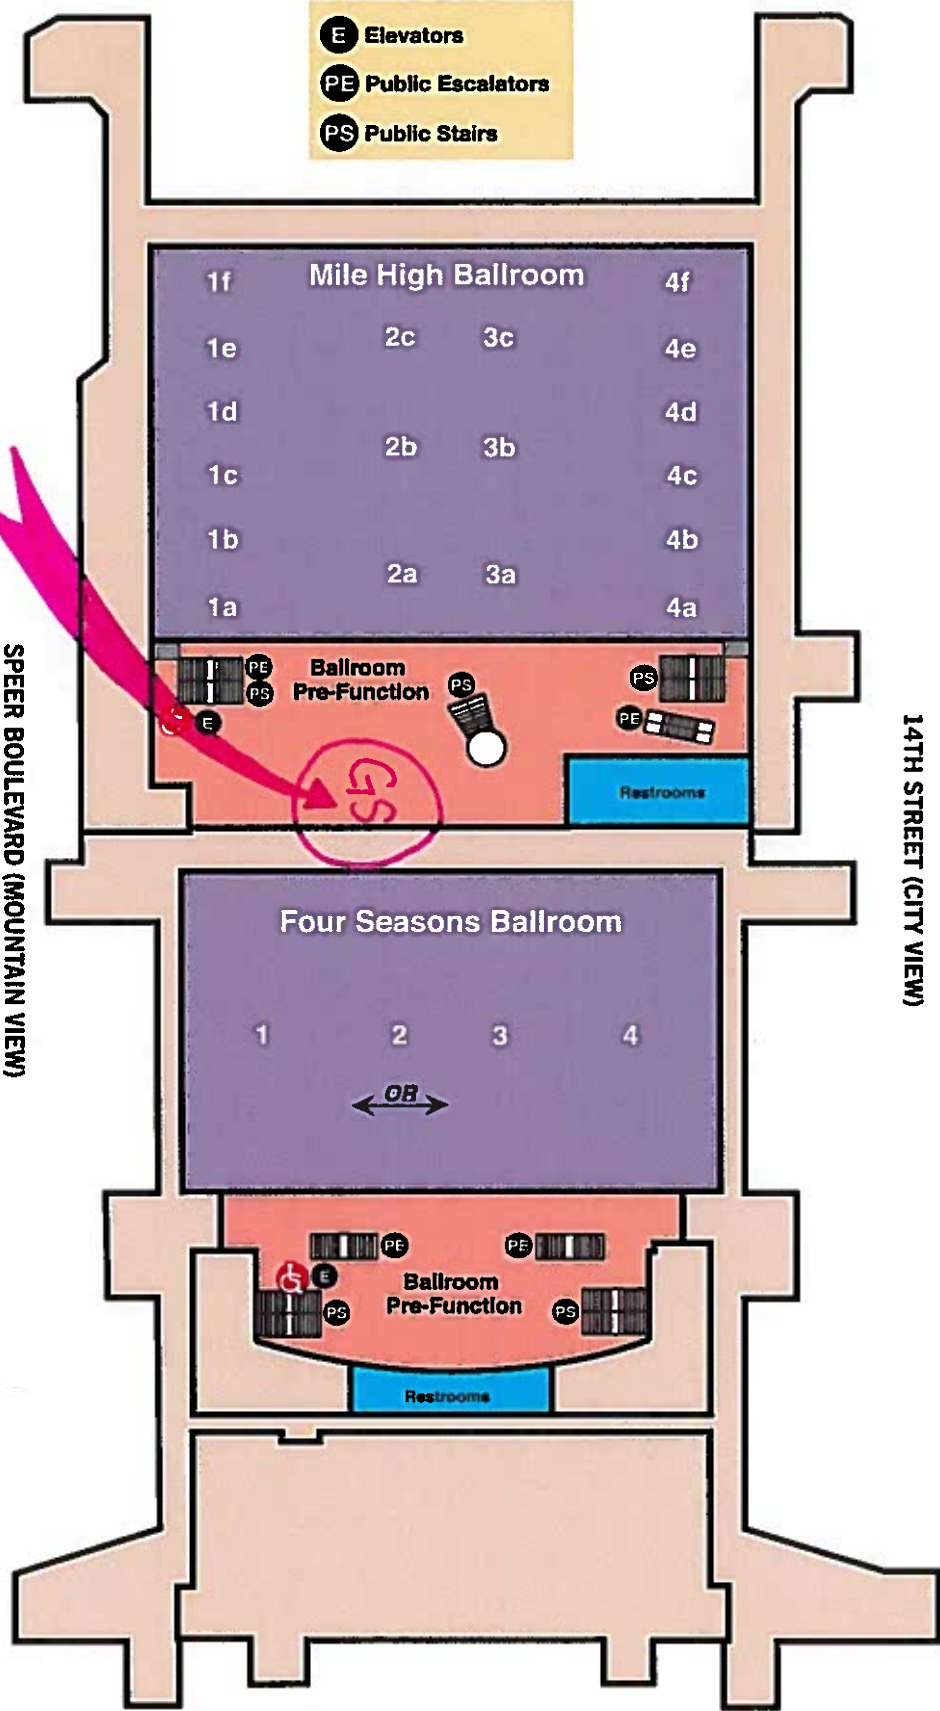 E Elevators
PE Public Escalators
PS Public Stairs
Mile High Ballroom
1f
4f
2c
3c
1e
4e
1d
4d
2b
3b
1c
4c
1b
4b
2a
3a
1a
4a
PE
PS
E
Ballroom
Pre-Function
PS
PS
PE
Restrooms
GS
SPEER BOULEVARD (MOUNTAIN VIEW)
14TH STREET (CITY VIEW)
Four Seasons Ballroom
1
2
3
4
OR
PE
PE
E
Ballroom
Pre-Function
PS
PS
Restrooms